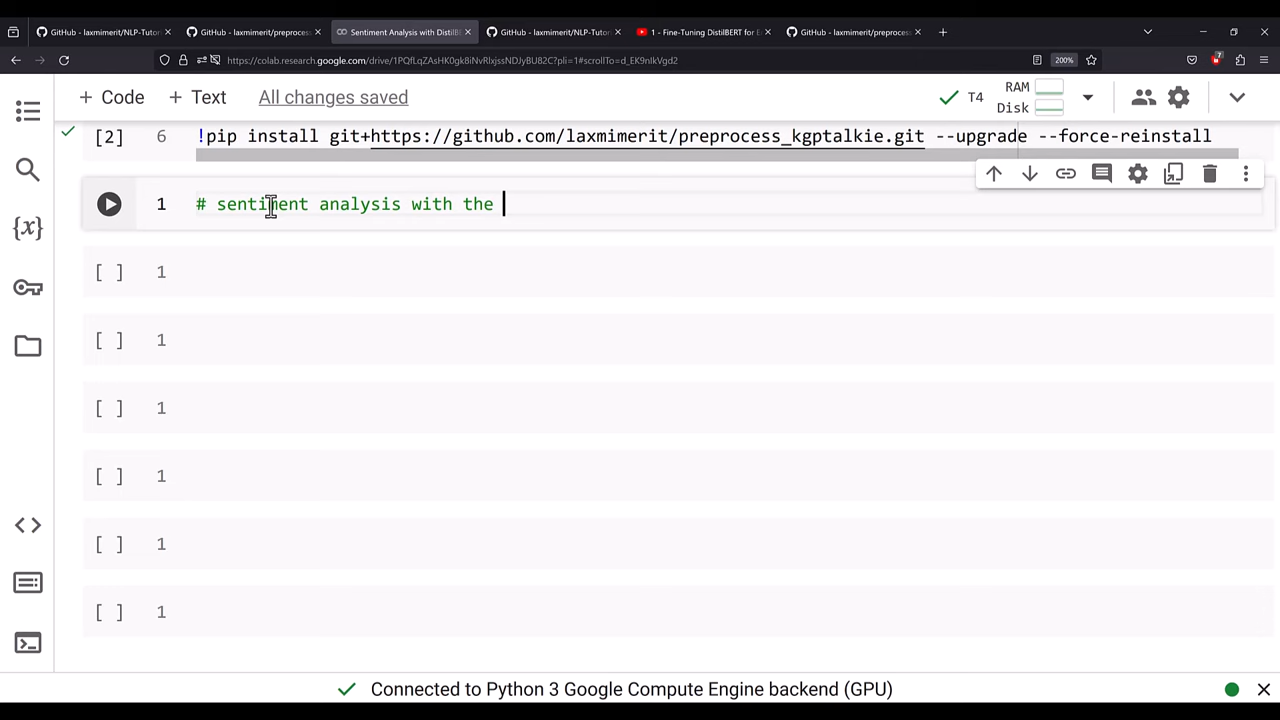 GitHub - laxmimerit/NLP-Tutor
GitHub - laxmimerit/preprocess
Sentiment Analysis with DistilB
GitHub - laxmimerit/NLP-Tutor
1 - Fine-Tuning DistilBERT for E
GitHub - laxmimerit/preprocess
https://colab.research.google.com/drive/1PQfLqZAsHK0gk8iNvRlxjssNDJyBU82C?pli=1#scrollTo=d_EK9nIkVgd2
200%
+ Code + Text All changes saved
T4 RAM
Disk
[2] 6 !pip install git+https://github.com/laxmimerit/preprocess_kgptalkie.git --upgrade --force-reinstall
1 # sentiment analysis with the
[ ] 1
[ ] 1
[ ] 1
[ ] 1
[ ] 1
[ ] 1
Connected to Python 3 Google Compute Engine backend (GPU)